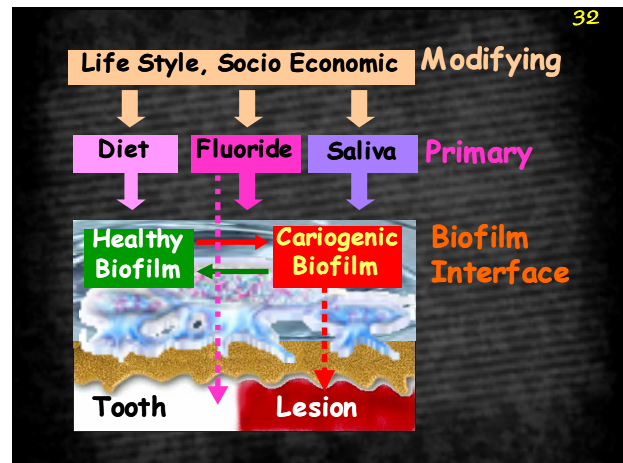 32
Life Style, Socio Economic
Modifying
Diet
Fluoride
Saliva
Primary
Healthy
Biofilm
Cariogenic
Biofilm
Biofilm
Interface
Tooth
Lesion